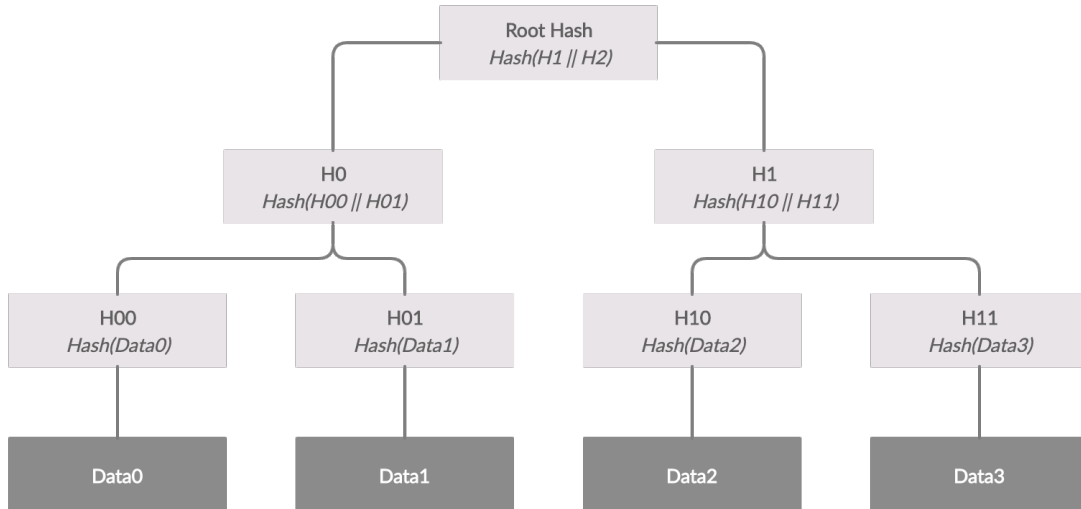 Root Hash
Hash(H1 || H2)
H0
Hash(H00 || H01)
H1
Hash(H10 || H11)
H00
Hash(Data0)
H01
Hash(Data1)
H10
Hash(Data2)
H11
Hash(Data3)
Data0
Data1
Data2
Data3